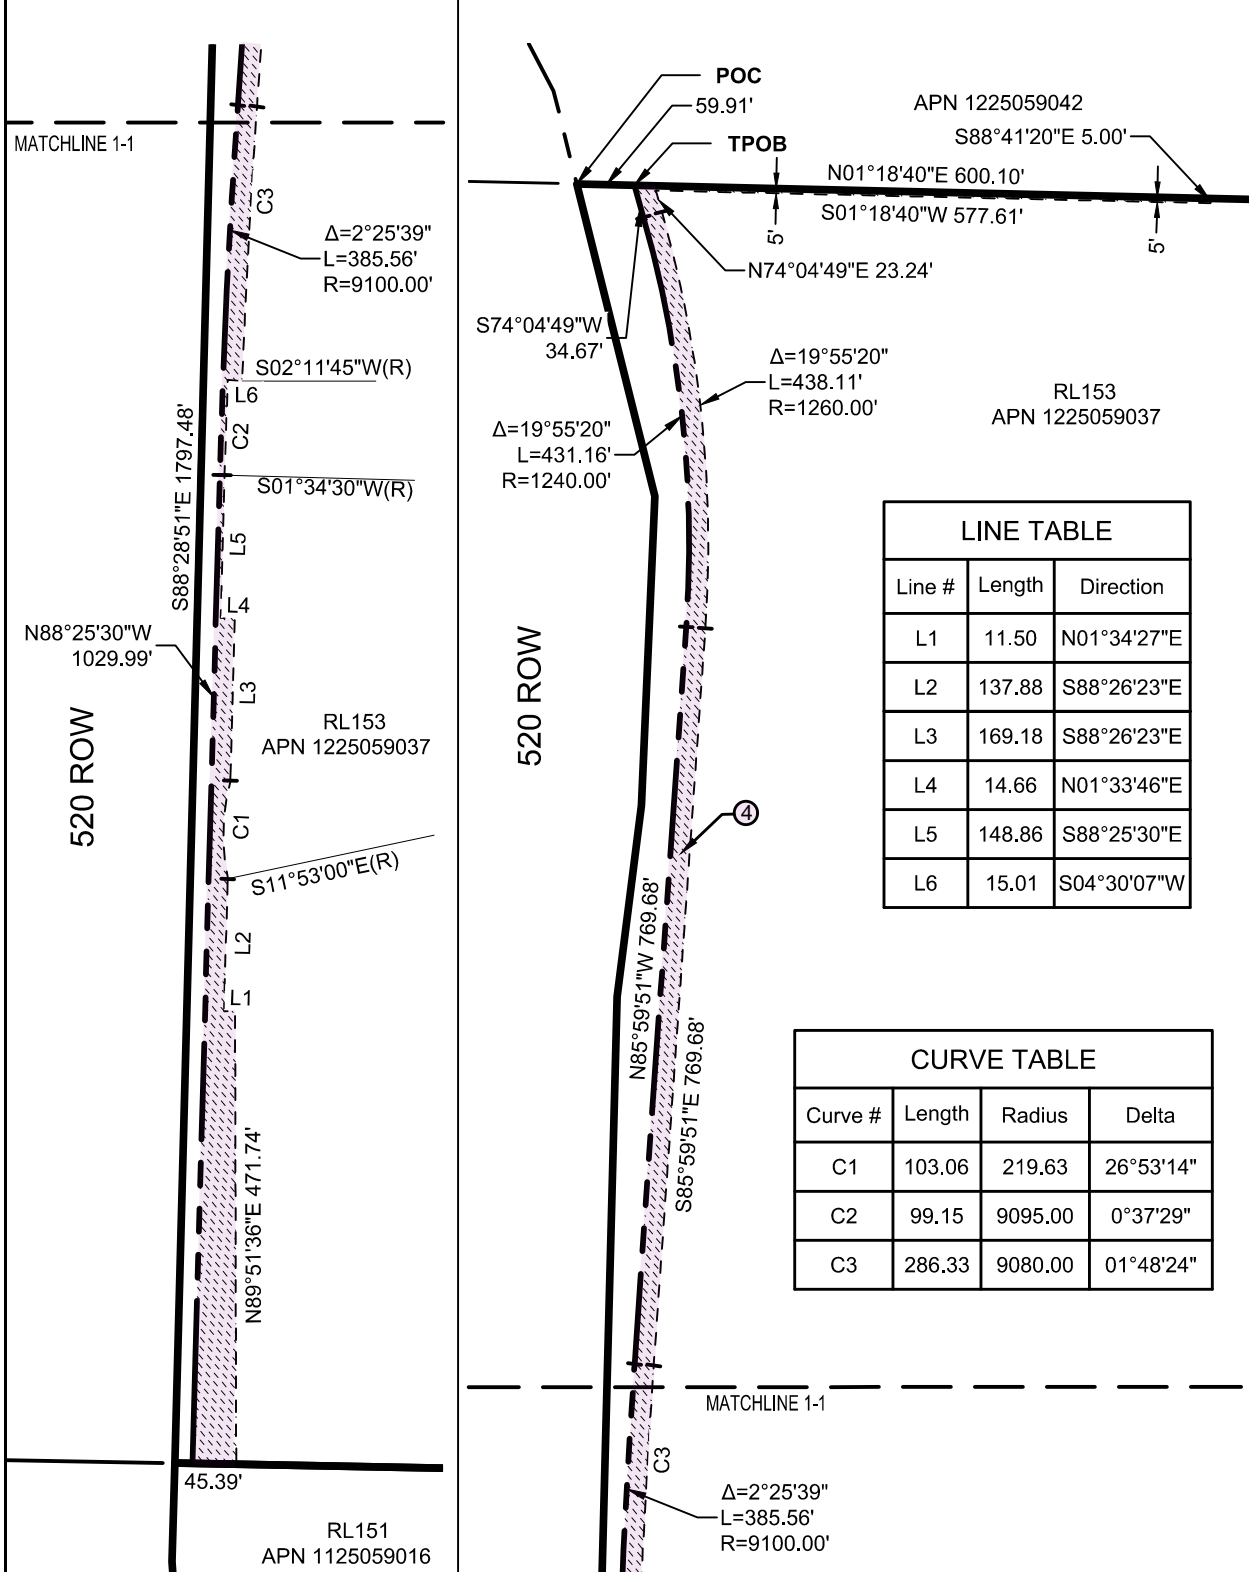 MATCHLINE 1-1
C3
Δ=2°25'39"
L=385.56'
R=9100.00'
S02°11'45"W(R)
L6
C2
S01°34'30"W(R)
S88°28'51"E 1797.48'
L5
L4
N88°25'30"W
1029.99'
L3
RL153
APN 1225059037
520 ROW
C1
S11°53'00"E(R)
L2
L1
N89°51'36"E 471.74'
45.39'
RL151
APN 1125059016
POC
59.91'
TPOB
APN 1225059042
S88°41'20"E 5.00'
N01°18'40"E 600.10'
S01°18'40"W 577.61'
5'
5'
N74°04'49"E 23.24'
S74°04'49"W
34.67'
Δ=19°55'20"
L=438.11'
R=1260.00'
RL153
APN 1225059037
Δ=19°55'20"
L=431.16'
R=1240.00'
520 ROW
4
N85°59'51"W 769.68'
S85°59'51"E 769.68'
LINE TABLE
Line # Length Direction
L1 11.50 N01°34'27"E
L2 137.88 S88°26'23"E
L3 169.18 S88°26'23"E
L4 14.66 N01°33'46"E
L5 148.86 S88°25'30"E
L6 15.01 S04°30'07"W
CURVE TABLE
Curve # Length Radius Delta
C1 103.06 219.63 26°53'14"
C2 99.15 9095.00 0°37'29"
C3 286.33 9080.00 01°48'24"
MATCHLINE 1-1
C3
Δ=2°25'39"
L=385.56'
R=9100.00'